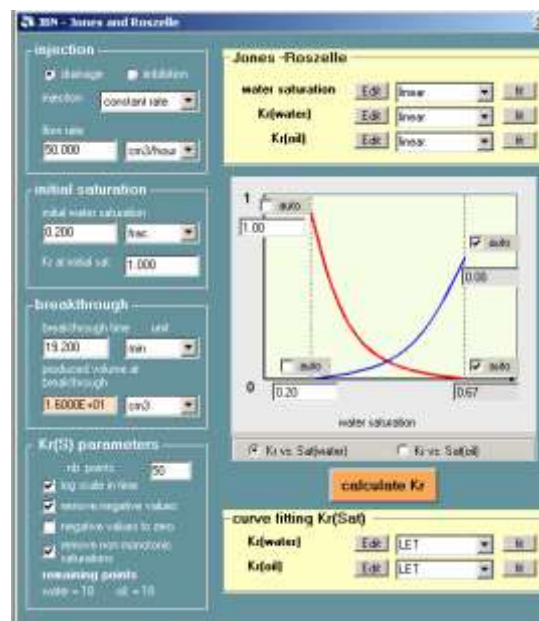 JBN - Jones and Roszelle
injection
drainage imbibition
injection constant rate
flow rate
50.000 cm3/hour
initial saturation
initial water saturation
0.200 frac.
Kr at initial sat. 1.000
breakthrough
breakthrough time unit
19.200 min
produced volume at
breakthrough
1.6000E+01 cm3
Kr(S) parameters
nb. points 50
log scale in time
remove negative values
negative values to zero
remove non monotonic
saturations
remaining points
water = 18 oil = 18
Jones -Roszelle
water saturation Edit linear fit
Kr(water) Edit linear fit
Kr(oil) Edit linear fit
1 auto
1.00
auto
auto
auto
0 0.20 0.67
water saturation
Kr vs. Sat(water) Kr vs. Sat(oil)
calculate Kr
curve fitting Kr(Sat)
Kr(water) Edit LET fit
Kr(oil) Edit LET fit